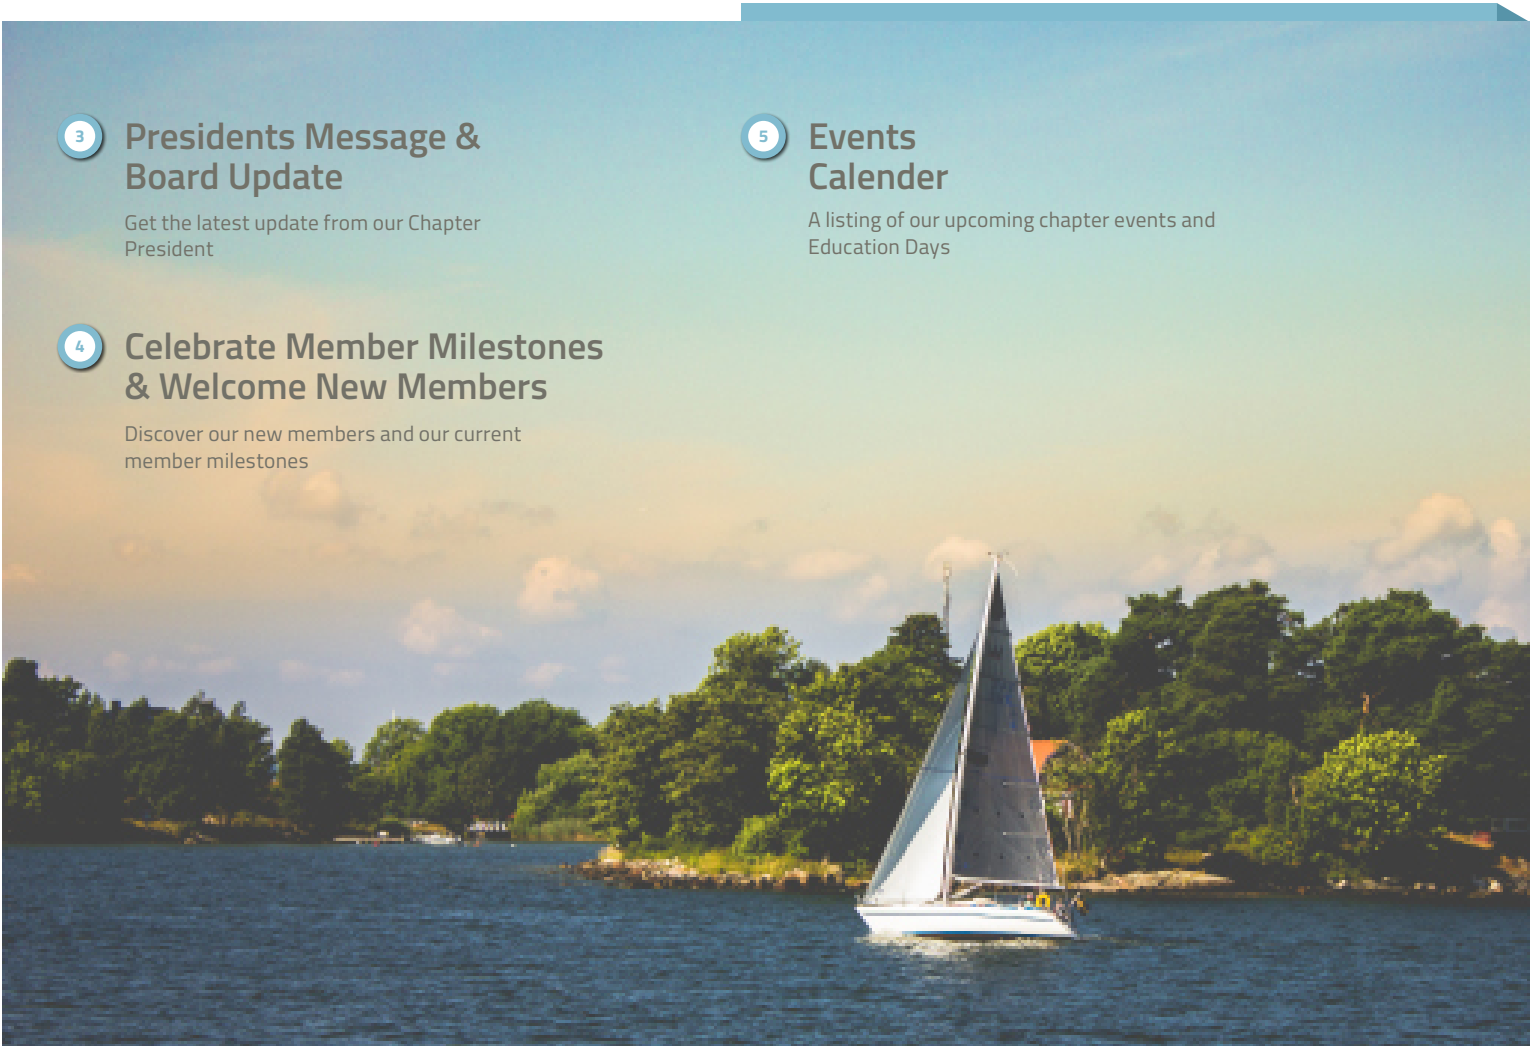 3
Presidents Message &
Board Update
Get the latest update from our Chapter
President
4
Celebrate Member Milestones
& Welcome New Members
Discover our new members and our current
member milestones
5
Events
Calender
A listing of our upcoming chapter events and
Education Days